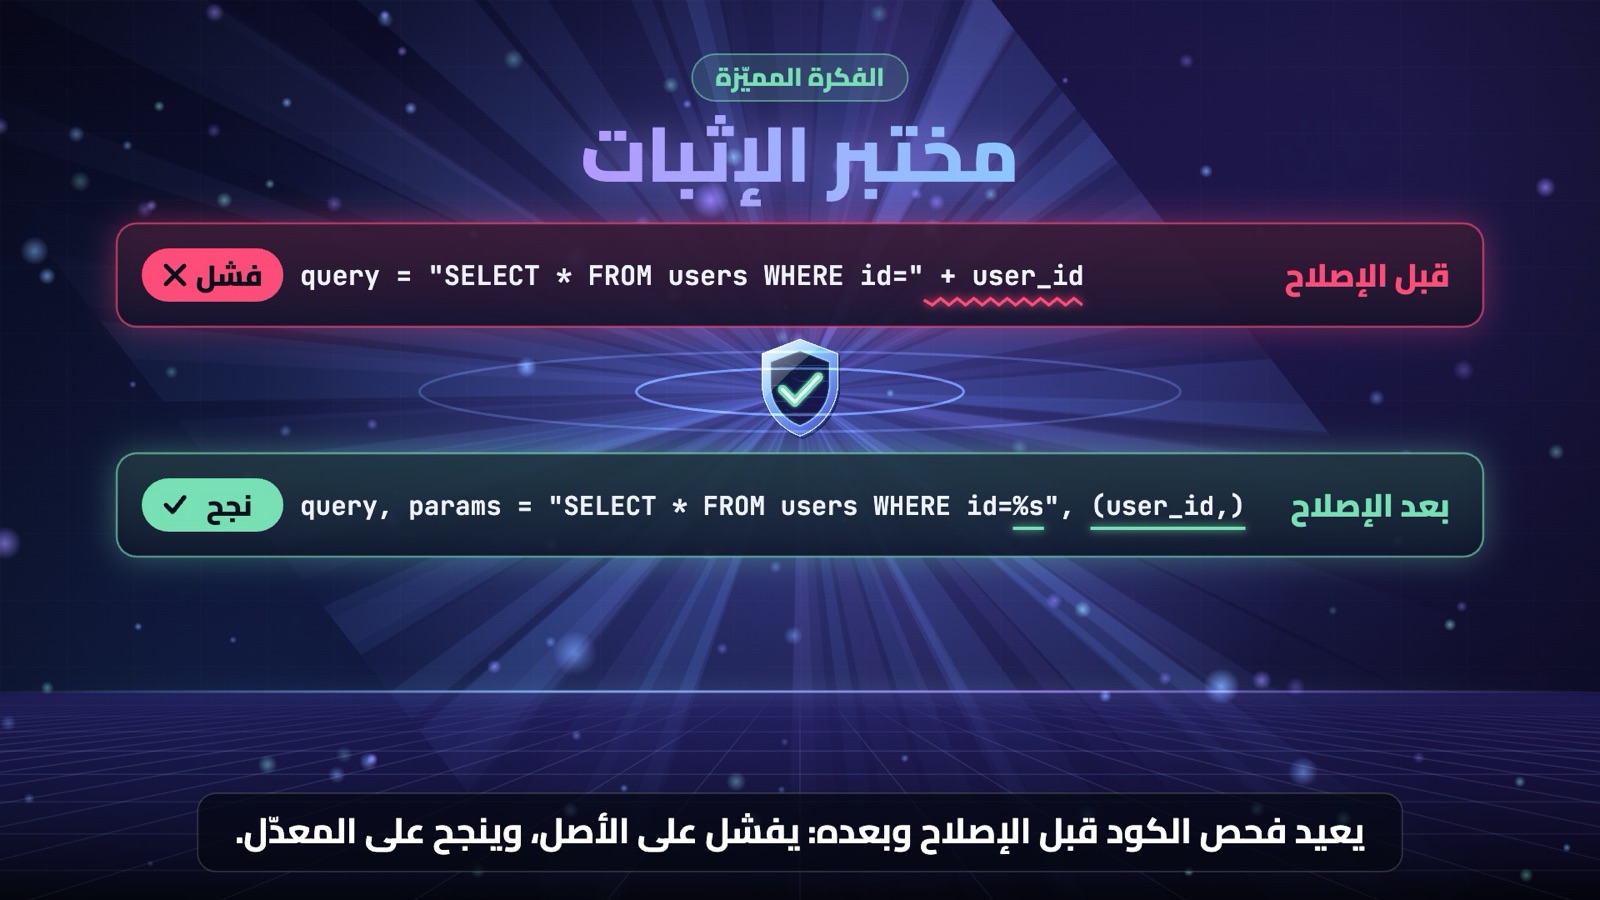 الفكرة المميّزة
مختبر الإثبات
قبل الإصلاح
query = "SELECT * FROM users WHERE id=" + user_id
فشل ✕
بعد الإصلاح
query, params = "SELECT * FROM users WHERE id=%s", (user_id,)
نجح ✓
يعيد فحص الكود قبل الإصلاح وبعده: يفشل على الأصل، وينجح على المعدّل.